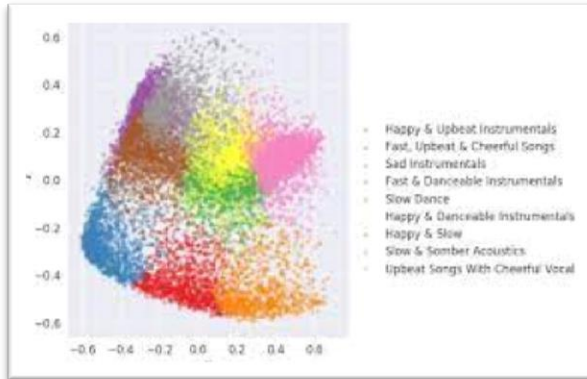 0.6
0.4
0.2
0.0
−0.2
−0.4
−0.6
−0.6 −0.4 −0.2 0.0 0.2 0.4 0.6
Happy & Upbeat Instrumentals
Fast, Upbeat & Cheerful Songs
Sad Instrumentals
Fast & Danceable Instrumentals
Slow Dance
Happy & Danceable Instrumentals
Happy & Slow
Slow & Somber Acoustics
Upbeat Songs With Cheerful Vocal